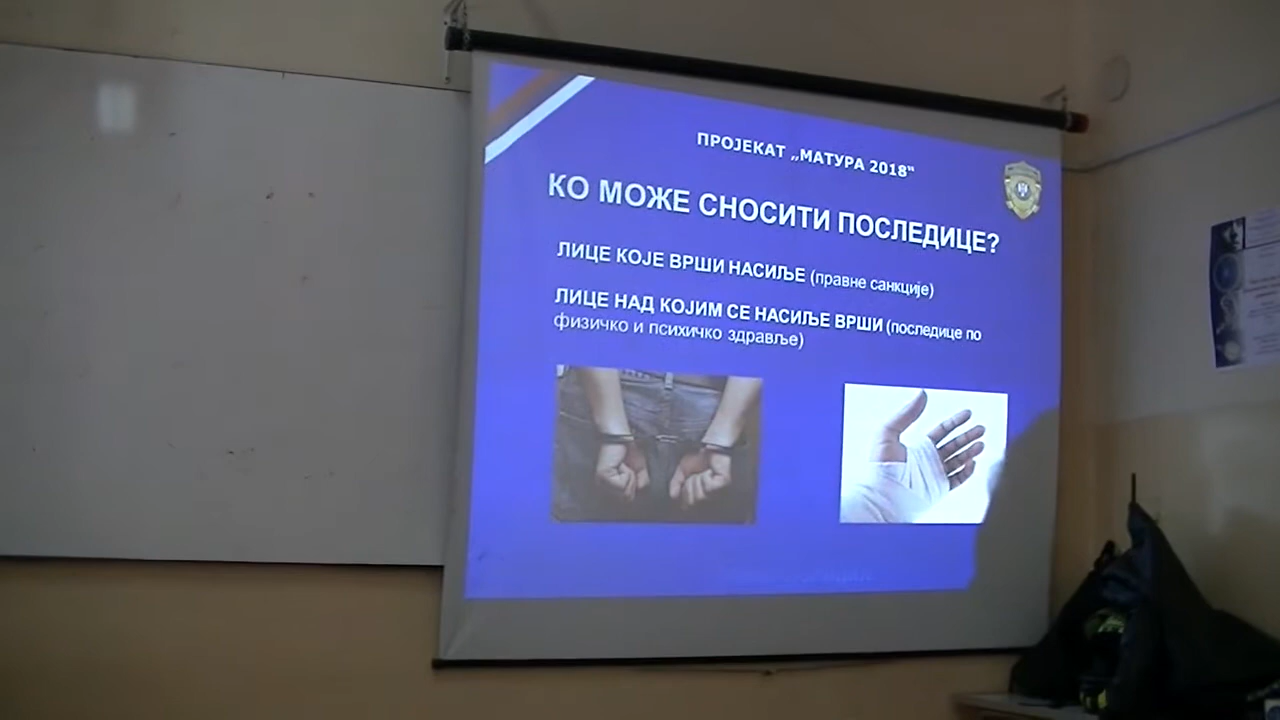 ПРОЈЕКАТ „МАТУРА 2018“
КО МОЖЕ СНОСИТИ ПОСЛЕДИЦЕ?
ЛИЦЕ КОЈЕ ВРШИ НАСИЉЕ (правне санкције)
ЛИЦЕ НАД КОЈИМ СЕ НАСИЉЕ ВРШИ (последице по
физичко и психичко здравље)